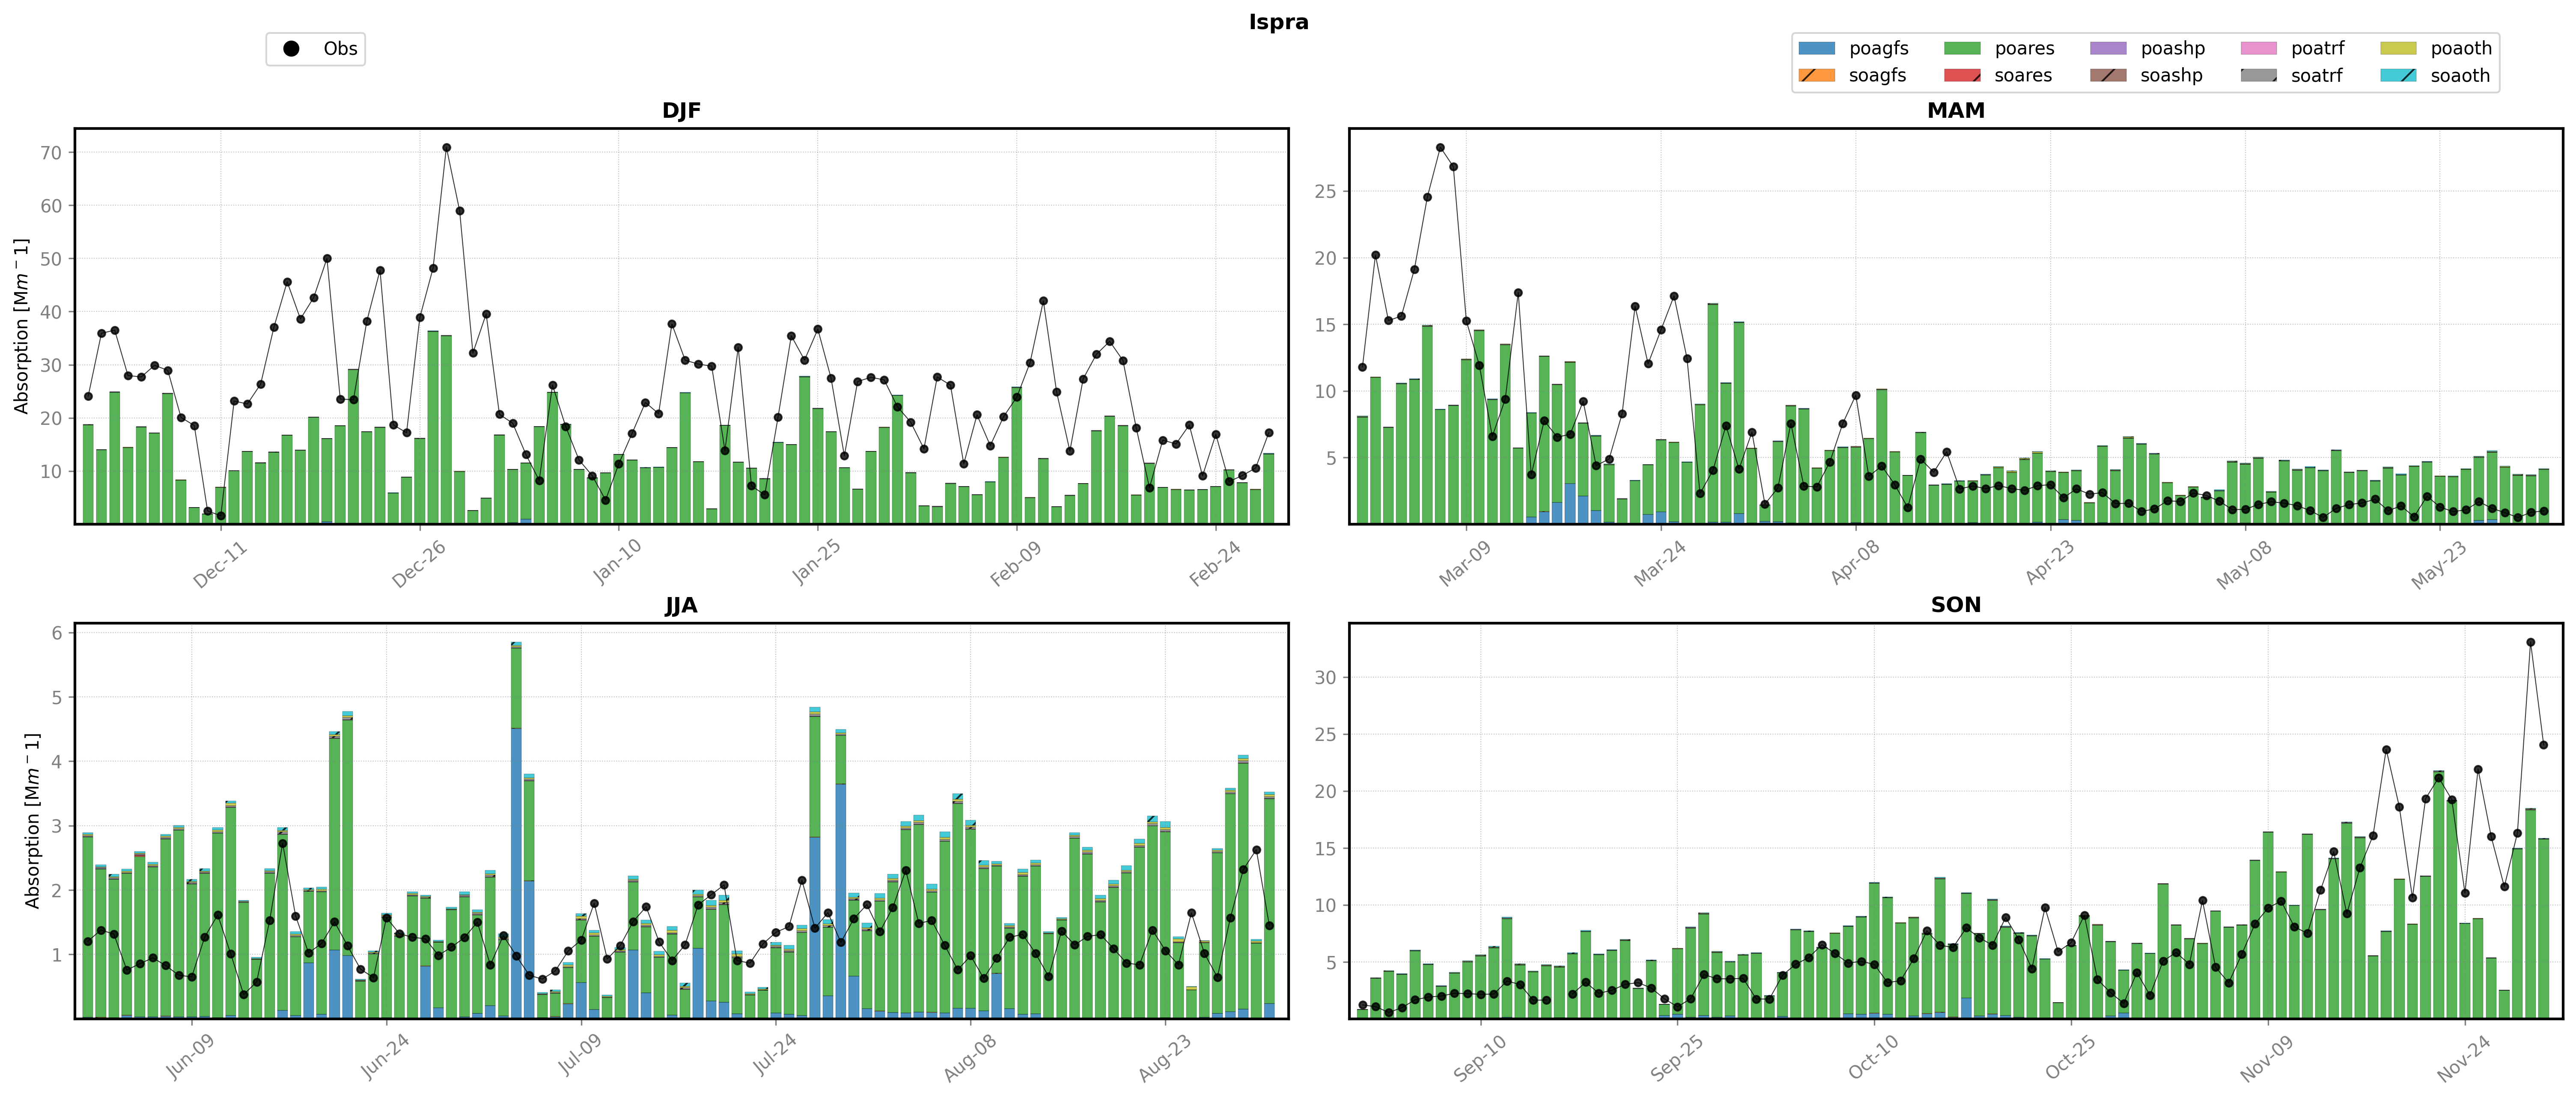 Ispra
Obs
poagfs poares poashp poatrf poaoth
soagfs soares soashp soatrf soaoth
DJF
MAM
Absorption [Mm − 1]
70
60
50
40
30
20
10
Dec-11 Dec-26 Jan-10 Jan-25 Feb-09 Feb-24
25
20
15
10
5
Mar-09 Mar-24 Apr-08 Apr-23 May-08 May-23
JJA
SON
Absorption [Mm − 1]
6
5
4
3
2
1
Jun-09 Jun-24 Jul-09 Jul-24 Aug-08 Aug-23
30
25
20
15
10
5
Sep-10 Sep-25 Oct-10 Oct-25 Nov-09 Nov-24